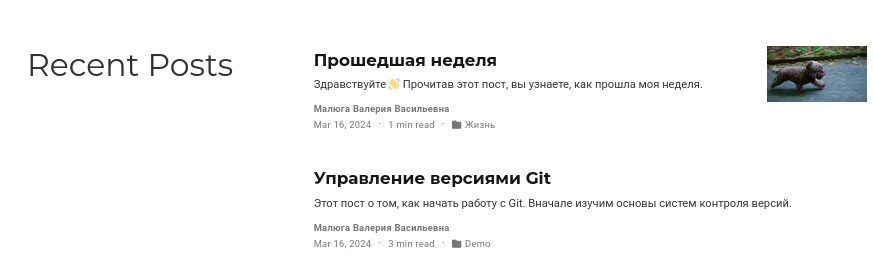 Recent Posts
Прошедшая неделя
Здравствуйте 👋 Прочитав этот пост, вы узнаете, как прошла моя неделя.
Малюга Валерия Васильевна
Mar 16, 2024 · 1 min read · Жизнь
Управление версиями Git
Этот пост о том, как начать работу с Git. Вначале изучим основы систем контроля версий.
Малюга Валерия Васильевна
Mar 16, 2024 · 3 min read · Demo